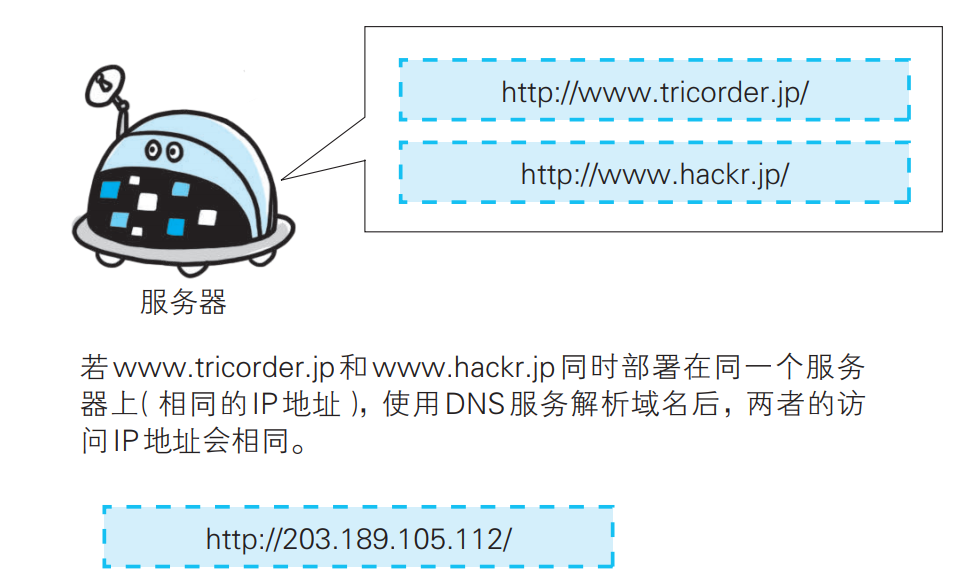 http://www.tricorder.jp/
http://www.hackr.jp/
服务器
若www.tricorder.jp和www.hackr.jp同时部署在同一个服务
器上(相同的IP地址),使用DNS服务解析域名后,两者的访
问IP地址会相同。
http://203.189.105.112/